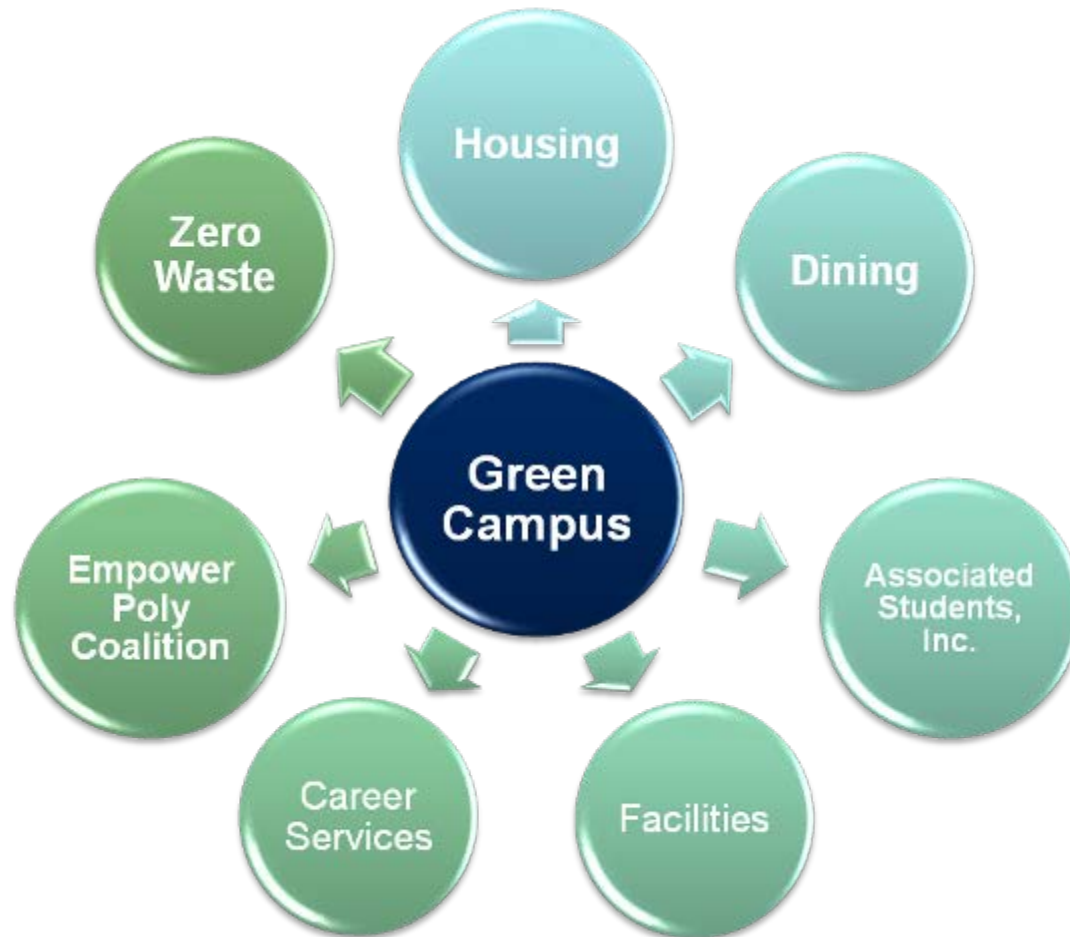 Housing
Zero
Waste
Dining
Green
Campus
Empower
Poly
Coalition
Associated
Students,
Inc.
Career
Services
Facilities